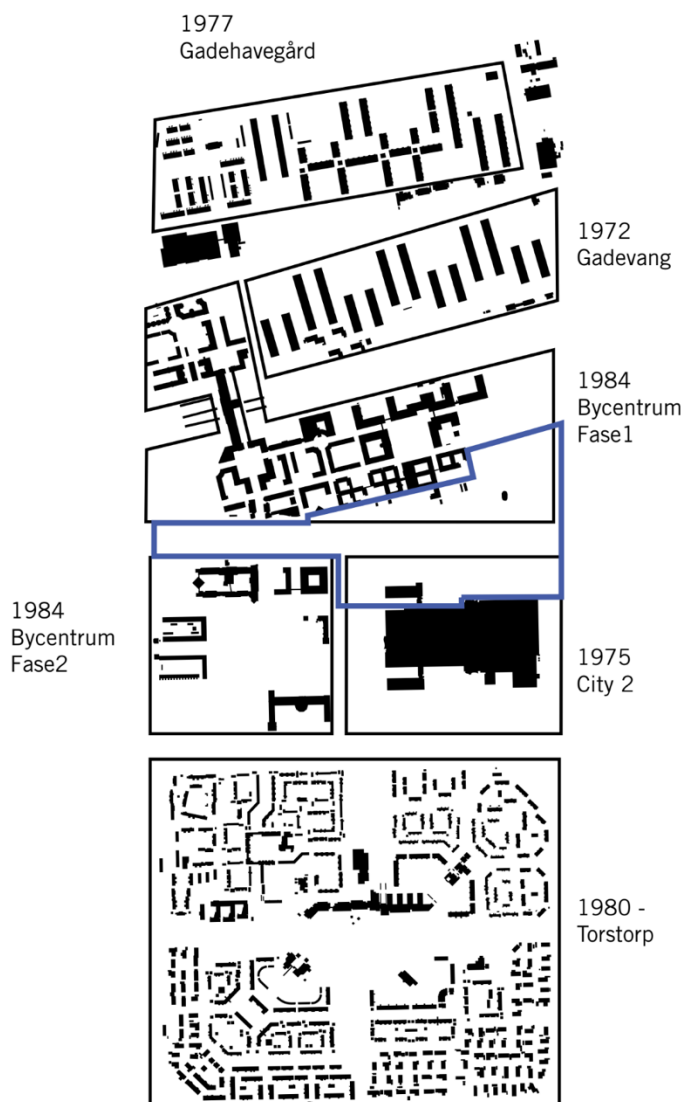 1977
Gadehavegård
1972
Gadevang
1984
Bycentrum
Fase1
1984
Bycentrum
Fase2
1975
City 2
1980 -
Torstorp